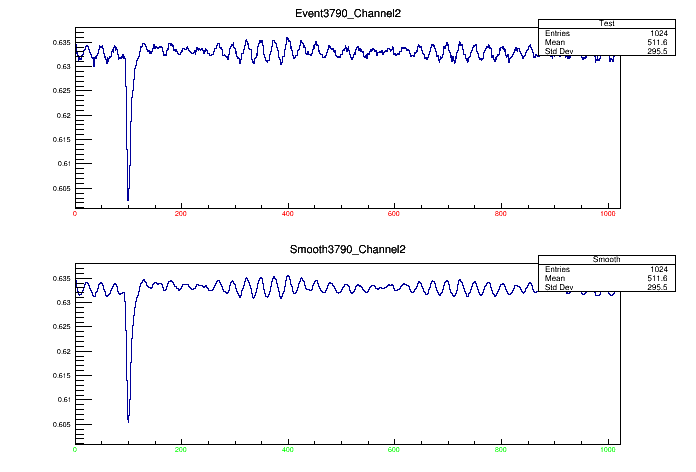 Event3790_Channel2
Test
Entries 1024
Mean 511.6
Std Dev 295.5
0.635
0.63
0.625
0.62
0.615
0.61
0.605
0 200 400 600 800 1000
Smooth3790_Channel2
Smooth
Entries 1024
Mean 511.6
Std Dev 295.5
0.635
0.63
0.625
0.62
0.615
0.61
0.605
0 200 400 600 800 1000